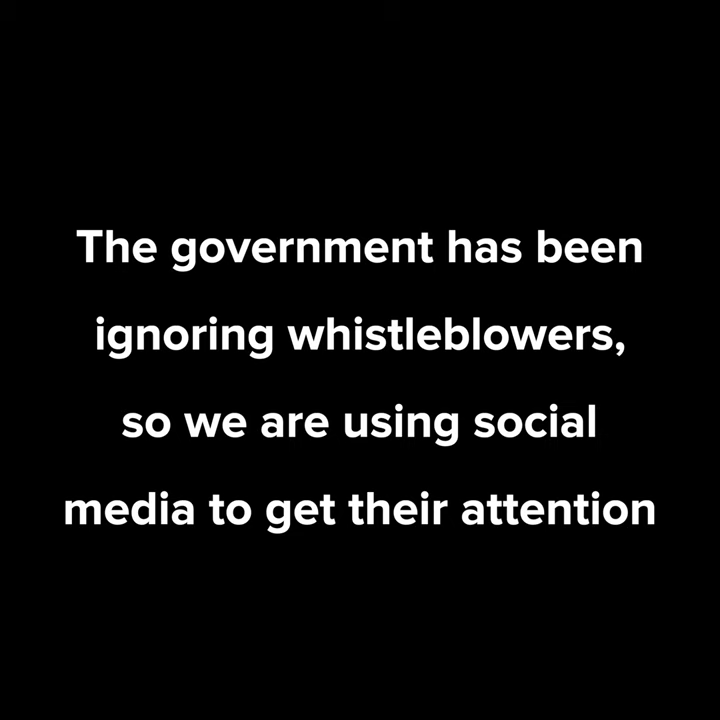 The government has been
ignoring whistleblowers,
so we are using social
media to get their attention